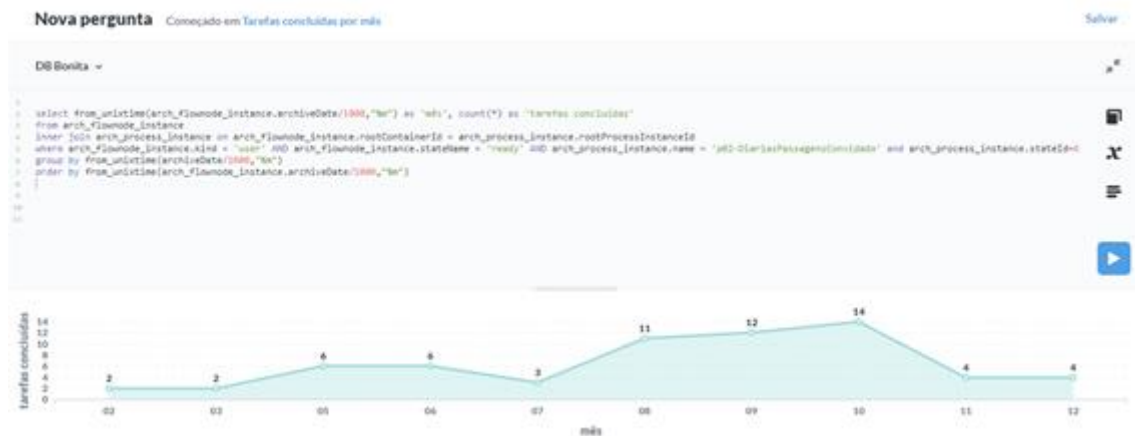 Nova pergunta Começado em Tarefas concluídas por mês Salvar
DB Bonita
select from_unixtime(arch_flownode_instance.archiveDate/1000,"%m") as 'mês', count(*) as 'tarefas concluídas'
from arch_flownode_instance
inner join arch_process_instance on arch_flownode_instance.rootContainerId = arch_process_instance.rootProcessInstanceId
where arch_flownode_instance.kind = 'user' AND arch_flownode_instance.stateName = 'ready' AND arch_process_instance.name = 'p02-DiariasPassagensConvidado' and arch_process_instance.stateId=6
group by from_unixtime(archiveDate/1000,"%m")
order by from_unixtime(arch_flownode_instance.archiveDate/1000,"%m")
x
tarefas concluídas
14
12
10
8
6
4
2
0
2 2 6 6 3 11 12 14 4 4
02 03 05 06 07 08 09 10 11 12
mês